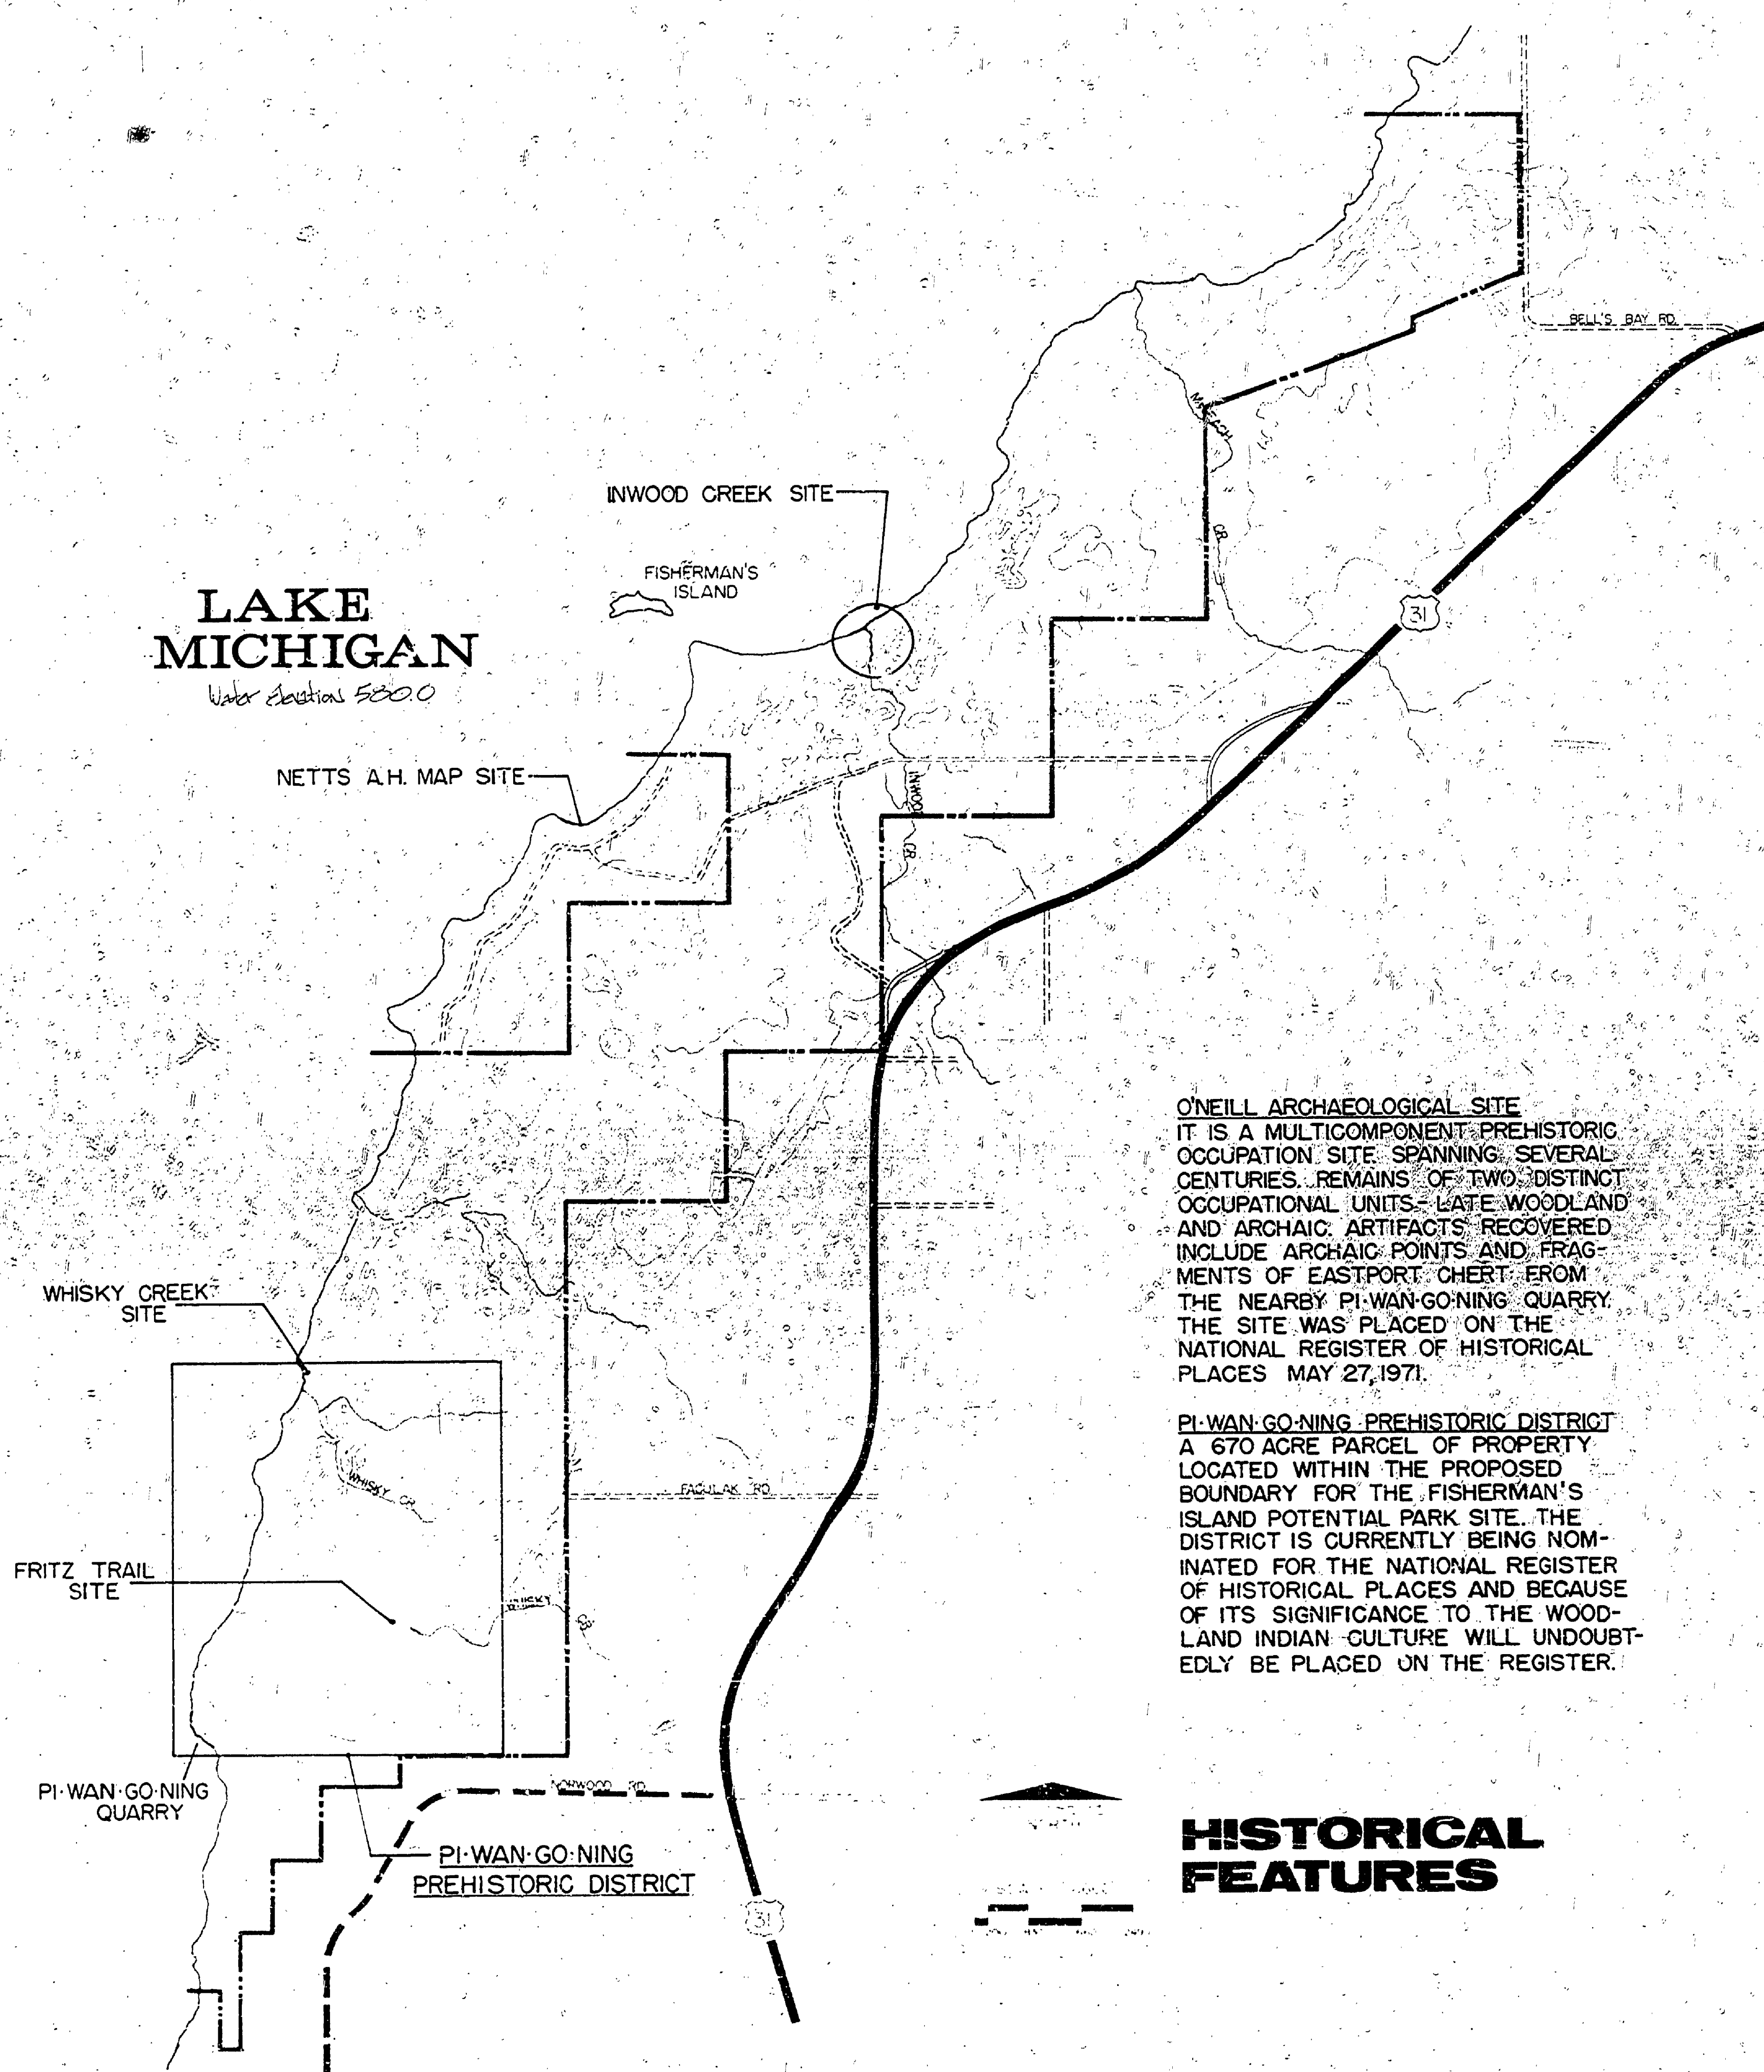 BELL'S BAY RD.
McGEACH
CR.
INWOOD CREEK SITE
FISHERMAN'S
ISLAND
LAKE
MICHIGAN
Water Elevation 580.0
31
NETTS A.H. MAP SITE
INWOOD
CR.
O'NEILL ARCHAEOLOGICAL SITE
IT IS A MULTICOMPONENT PREHISTORIC
OCCUPATION SITE SPANNING SEVERAL
CENTURIES. REMAINS OF TWO DISTINCT
OCCUPATIONAL UNITS-LATE WOODLAND
AND ARCHAIC. ARTIFACTS RECOVERED
INCLUDE ARCHAIC POINTS AND FRAG-
MENTS OF EASTPORT CHERT FROM
THE NEARBY PI·WAN·GO·NING QUARRY.
THE SITE WAS PLACED ON THE
NATIONAL REGISTER OF HISTORICAL
PLACES MAY 27, 1971.
WHISKY CREEK
SITE
PI·WAN·GO·NING PREHISTORIC DISTRICT
A 670 ACRE PARCEL OF PROPERTY
LOCATED WITHIN THE PROPOSED
BOUNDARY FOR THE FISHERMAN'S
ISLAND POTENTIAL PARK SITE. THE
DISTRICT IS CURRENTLY BEING NOM-
INATED FOR THE NATIONAL REGISTER
OF HISTORICAL PLACES AND BECAUSE
OF ITS SIGNIFICANCE TO THE WOOD-
LAND INDIAN CULTURE WILL UNDOUBT-
EDLY BE PLACED ON THE REGISTER.
WHISKY CR.
FAGULAK RD.
FRITZ TRAIL
SITE
WHISKY
CR.
PI·WAN·GO·NING
QUARRY
NORWOOD RD.
PI·WAN·GO·NING
PREHISTORIC DISTRICT
31
NORTH
HISTORICAL
FEATURES